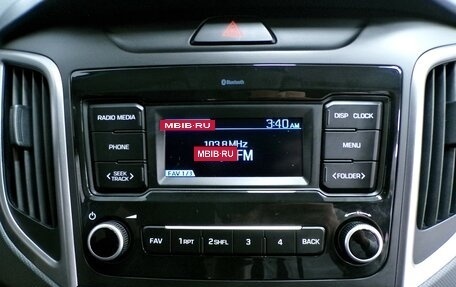 Bluetooth
RADIO MEDIA
MBIB.RU
3:40 AM
DISP CLOCK
103.8 MHz
PHONE
MBIB.RU
FM
MENU
< SEEK TRACK >
FAV 1/1
< FOLDER >
FAV
1 RPT
2 SHFL
3
4
BACK